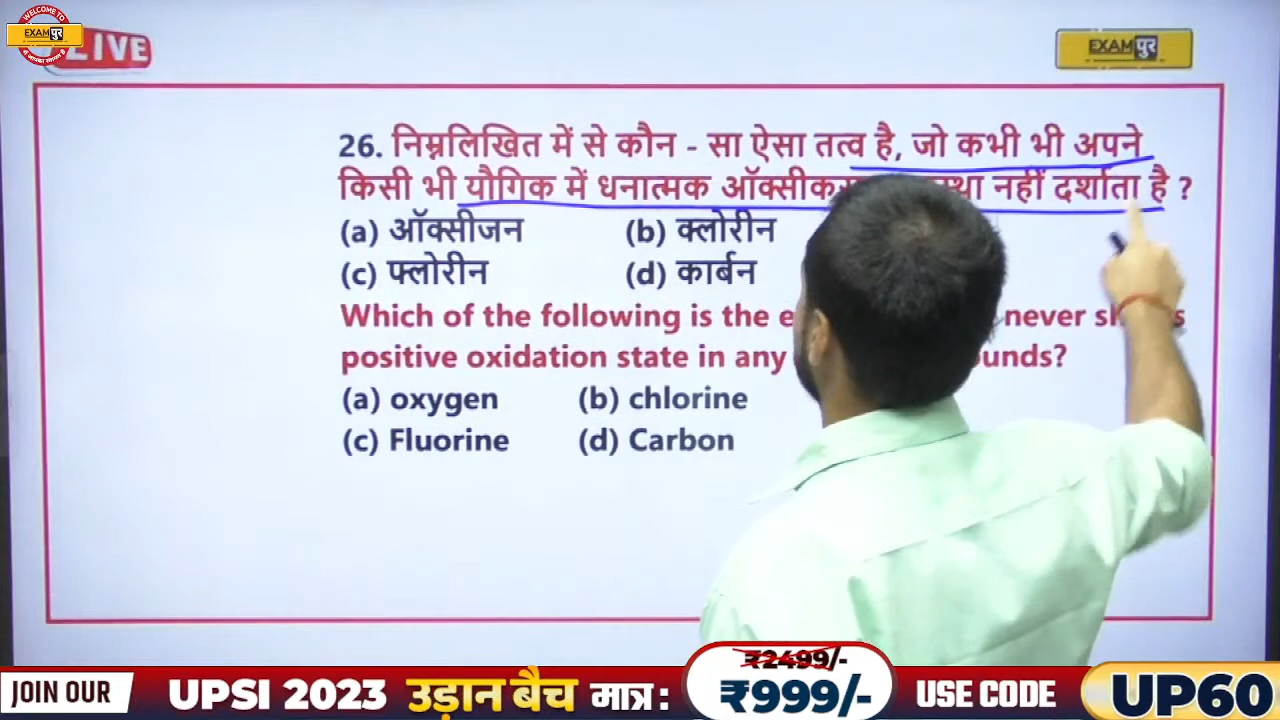 WELCOME TO
EXAMपुर
LIVE
EXAMपुर
26. निम्नलिखित में से कौन - सा ऐसा तत्व है, जो कभी भी अपने
किसी भी यौगिक में धनात्मक नहीं दर्शाता है ?
(a) ऑक्सीजन (b) क्लोरीन
(c) फ्लोरीन (d) कार्बन
Which of the following is the never
positive oxidation state in any
(a) oxygen (b) chlorine
(c) Fluorine (d) Carbon
JOIN OUR UPSI 2023 उड़ान बैच मात्र : ₹2499/- ₹999/- USE CODE UP60